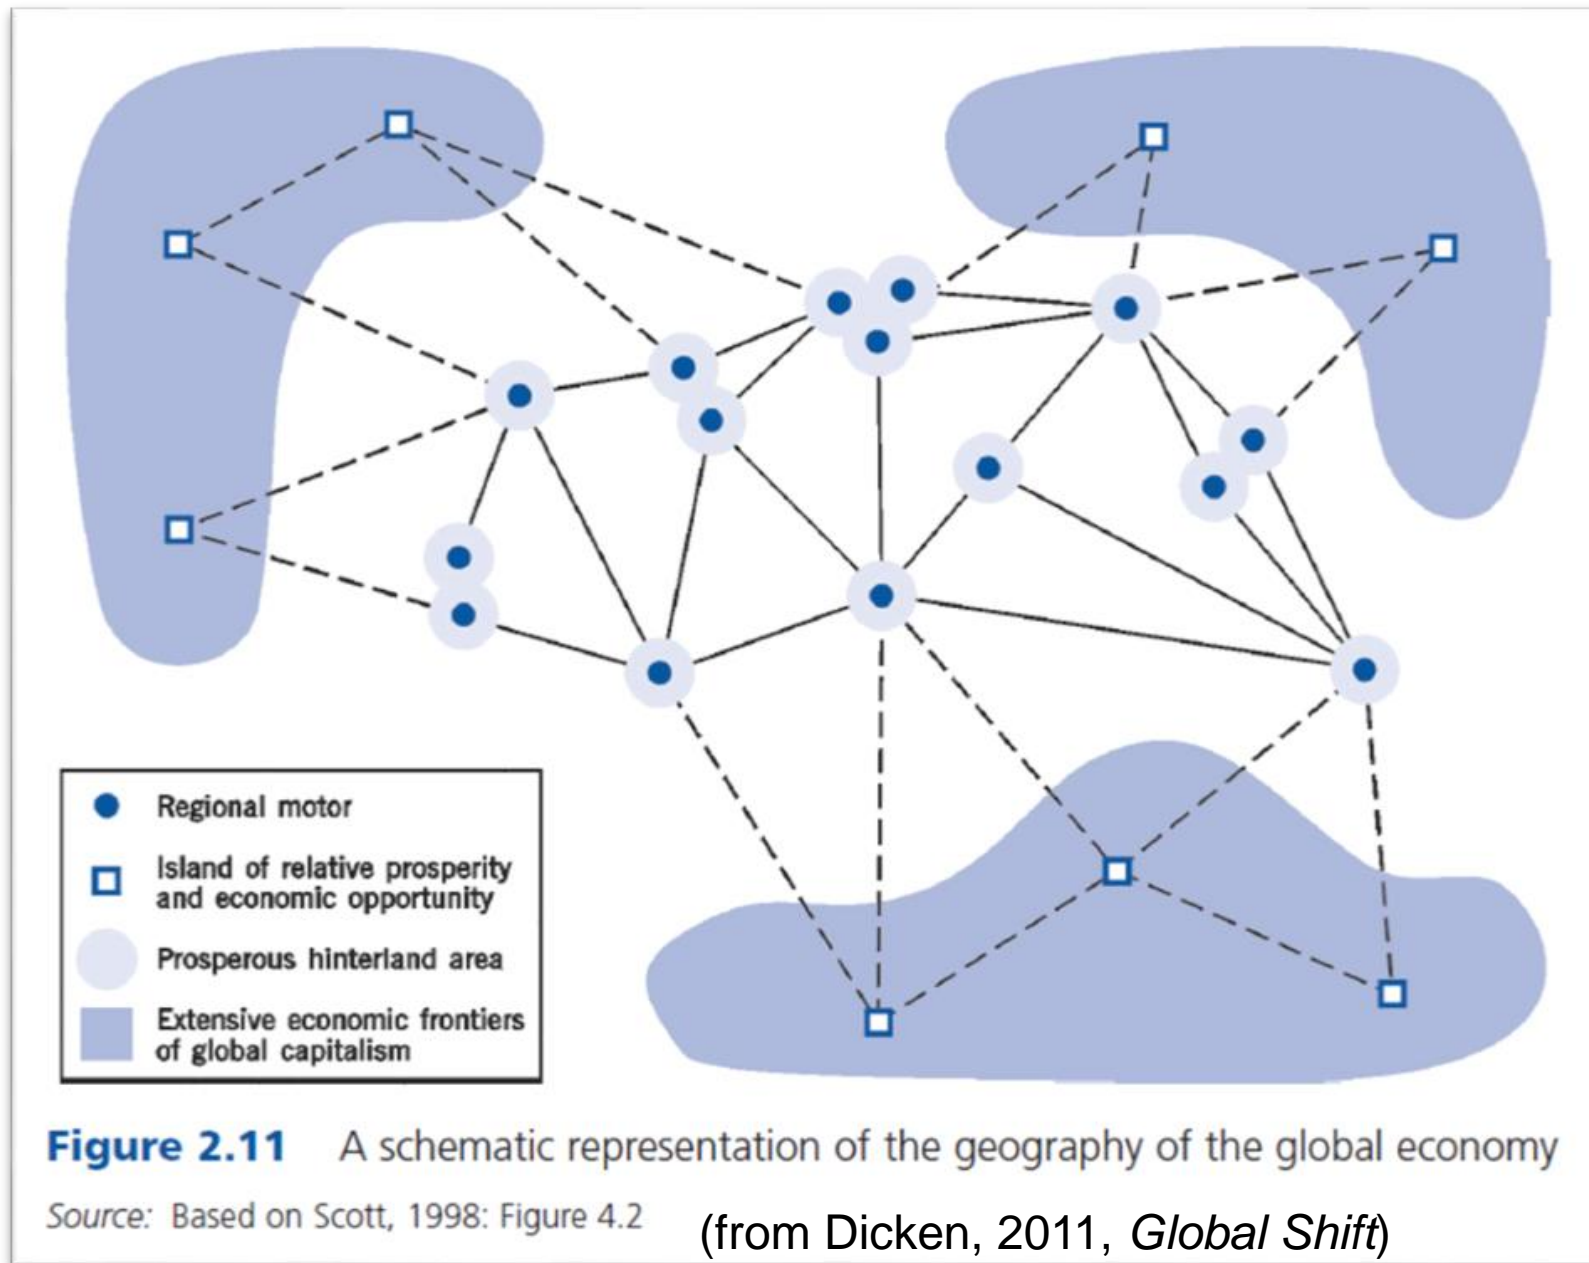 Regional motor
Island of relative prosperity
and economic opportunity
Prosperous hinterland area
Extensive economic frontiers
of global capitalism
Figure 2.11 A schematic representation of the geography of the global economy
Source: Based on Scott, 1998: Figure 4.2 (from Dicken, 2011, Global Shift)